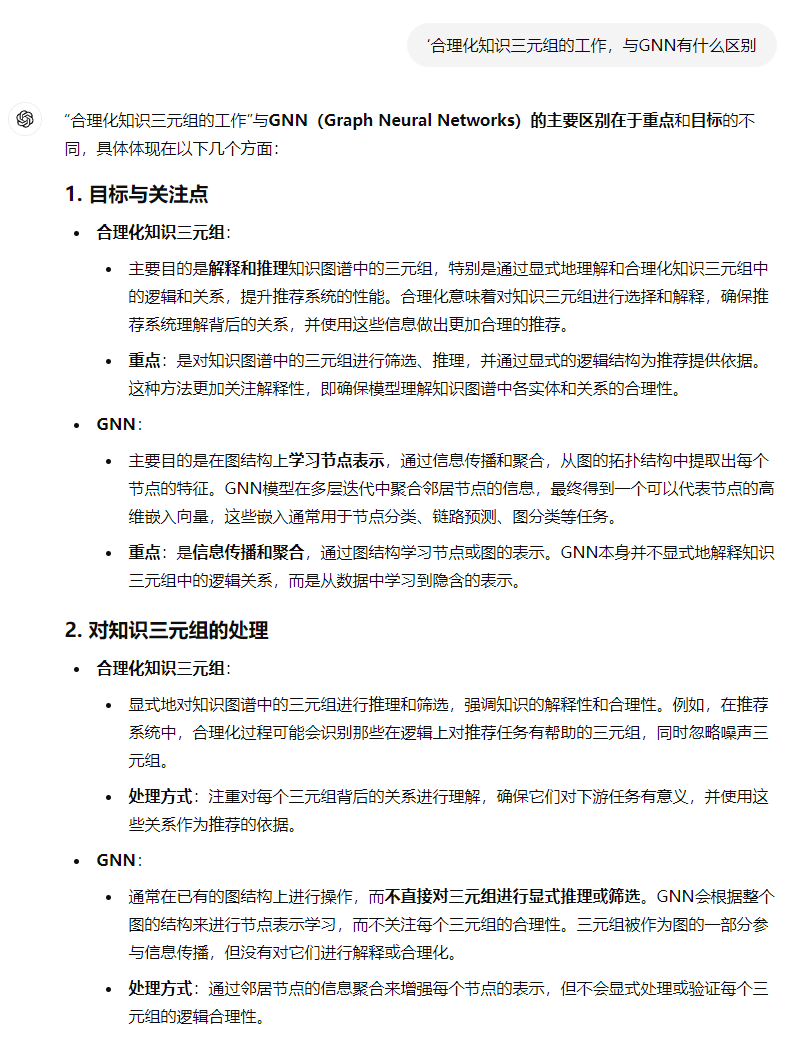 ‘合理化知识三元组的工作，与GNN有什么区别
“合理化知识三元组的工作”与GNN（Graph Neural Networks）的主要区别在于重点和目标的不
同，具体体现在以下几个方面：
1. 目标与关注点
合理化知识三元组：
主要目的是解释和推理知识图谱中的三元组，特别是通过显式地理解和合理化知识三元组中
的逻辑和关系，提升推荐系统的性能。合理化意味着对知识三元组进行选择和解释，确保推
荐系统理解背后的关系，并使用这些信息做出更加合理的推荐。
重点：是对知识图谱中的三元组进行筛选、推理，并通过显式的逻辑结构为推荐提供依据。
这种方法更加关注解释性，即确保模型理解知识图谱中各实体和关系的合理性。
GNN：
主要目的是在图结构上学习节点表示，通过信息传播和聚合，从图的拓扑结构中提取出每个
节点的特征。GNN模型在多层迭代中聚合邻居节点的信息，最终得到一个可以代表节点的高
维嵌入向量，这些嵌入通常用于节点分类、链路预测、图分类等任务。
重点：是信息传播和聚合，通过图结构学习节点或图的表示。GNN本身并不显式地解释知识
三元组中的逻辑关系，而是从数据中学习到隐含的表示。
2. 对知识三元组的处理
合理化知识三元组：
显式地对知识图谱中的三元组进行推理和筛选，强调知识的解释性和合理性。例如，在推荐
系统中，合理化过程可能会识别那些在逻辑上对推荐任务有帮助的三元组，同时忽略噪声三
元组。
处理方式：注重对每个三元组背后的关系进行理解，确保它们对下游任务有意义，并使用这
些关系作为推荐的依据。
GNN：
通常在已有的图结构上进行操作，而不直接对三元组进行显式推理或筛选。GNN会根据整个
图的结构来进行节点表示学习，而不关注每个三元组的合理性。三元组被作为图的一部分参
与信息传播，但没有对它们进行解释或合理化。
处理方式：通过邻居节点的信息聚合来增强每个节点的表示，但不会显式处理或验证每个三
元组的逻辑合理性。